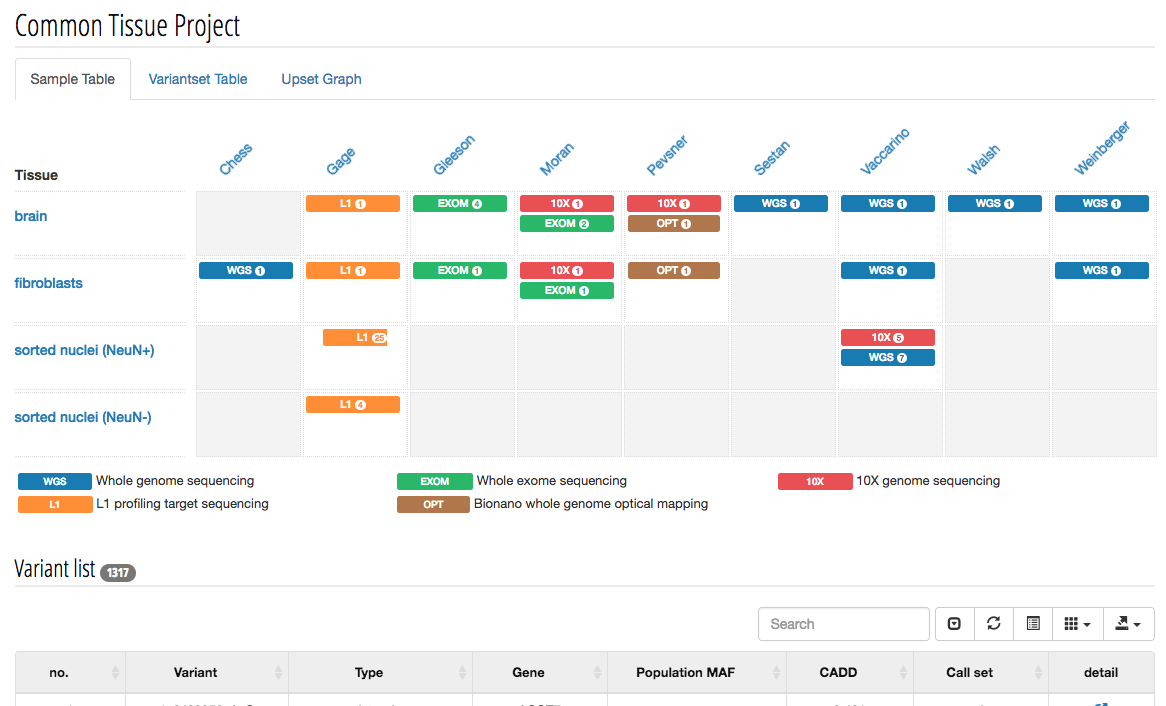 Common Tissue Project
Sample Table Variantset Table Upset Graph
Tissue Chess Gage Gleeson Moran Pevsner Sestan Vaccarino Walsh Weinberger
brain L1 1 EXOM 4 10X 1 10X 1 WGS 1 WGS 1 WGS 1 WGS 1
EXOM 2 OPT 1
fibroblasts WGS 1 L1 1 EXOM 1 10X 1 OPT 1 WGS 1 WGS 1
EXOM 1
sorted nuclei (NeuN+) L1 25 10X 5
WGS 7
sorted nuclei (NeuN-) L1 4
WGS Whole genome sequencing EXOM Whole exome sequencing 10X 10X genome sequencing
L1 L1 profiling target sequencing OPT Bionano whole genome optical mapping
Variant list 1317
Search
no. Variant Type Gene Population MAF CADD Call set detail